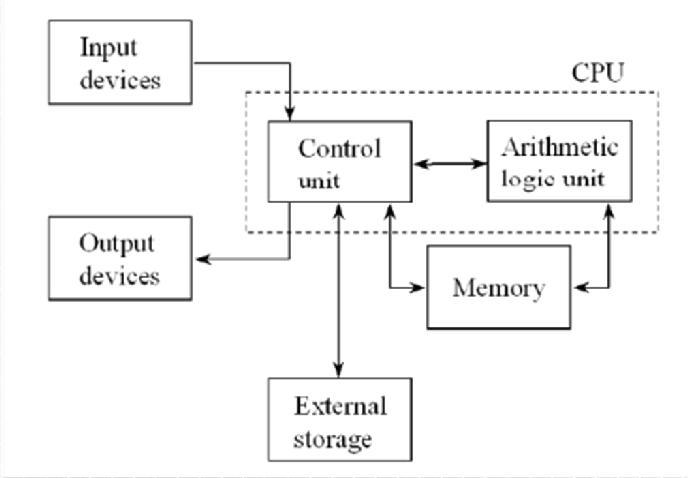 Input
devices
CPU
Control
unit
Arithmetic
logic unit
Output
devices
Memory
External
storage